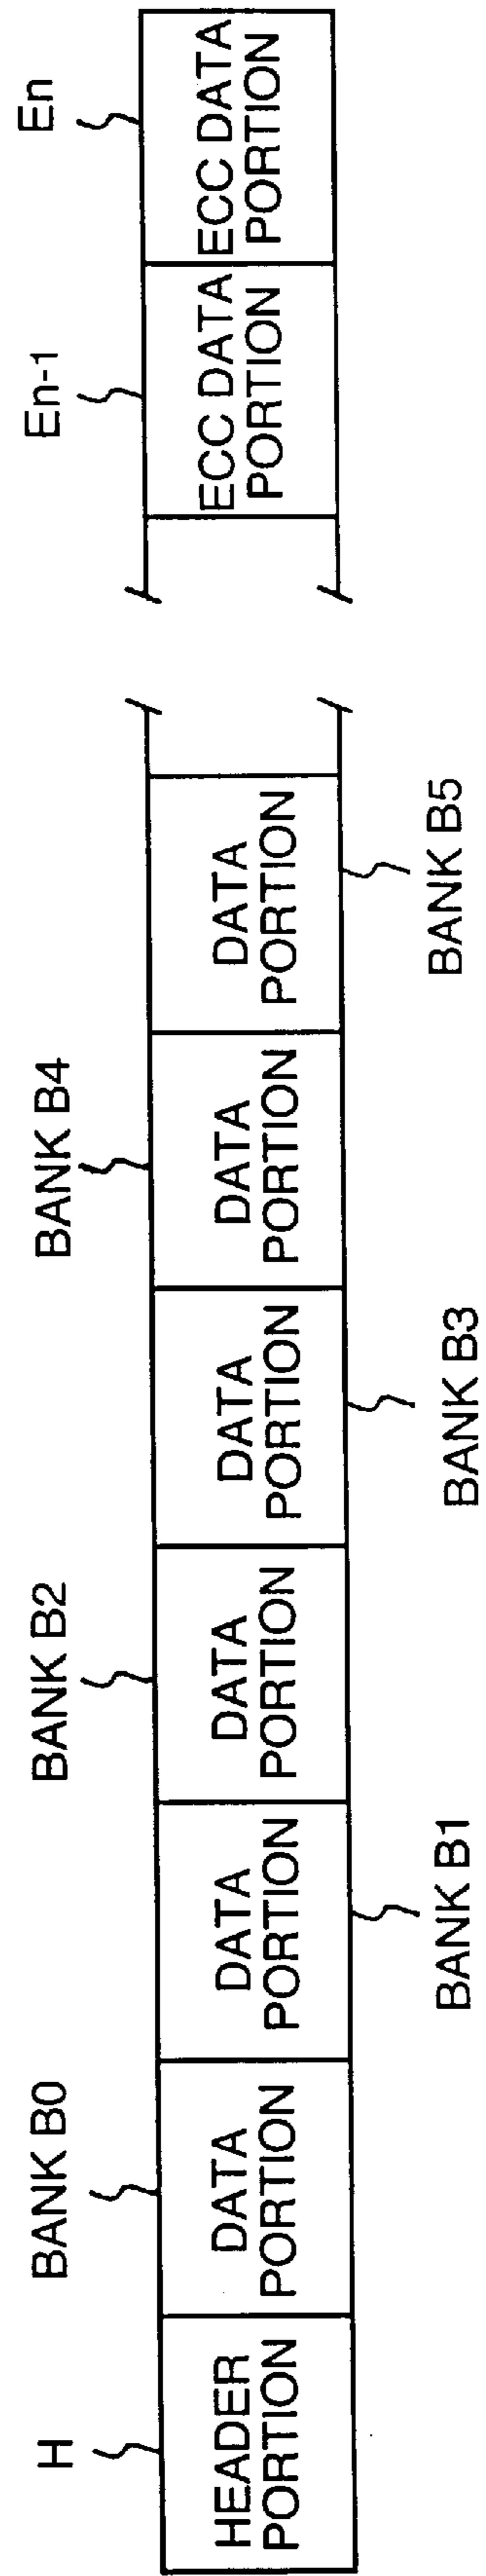 H
BANK B0
BANK B2
BANK B4
En-1
En
HEADER
PORTION
DATA
PORTION
DATA
PORTION
DATA
PORTION
DATA
PORTION
DATA
PORTION
DATA
PORTION
ECC DATA
PORTION
ECC DATA
PORTION
BANK B1
BANK B3
BANK B5